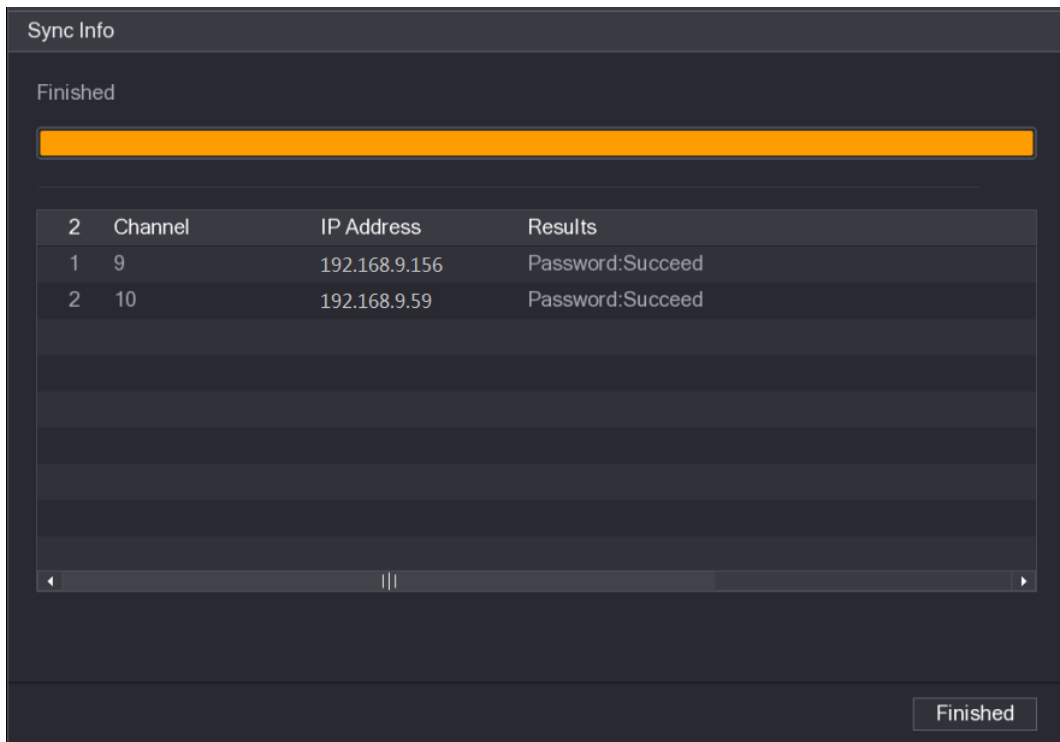 Sync Info
Finished
2 Channel IP Address Results
1 9 192.168.9.156 Password:Succeed
2 10 192.168.9.59 Password:Succeed
Finished